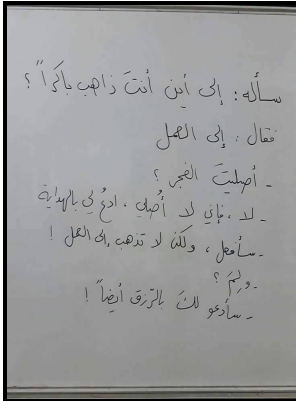 سأله: إلى أين أنتَ ذاهب باكراً؟
فقال: إلى العمل
- أصليتَ الفجر؟
- لا، فإني لا أُصلي، ادعُ لي بالهداية
- سأفعل، ولكن لا تذهب إلى العمل!
- ولِمَ؟
- سأدعو لكَ بالرزق أيضاً!